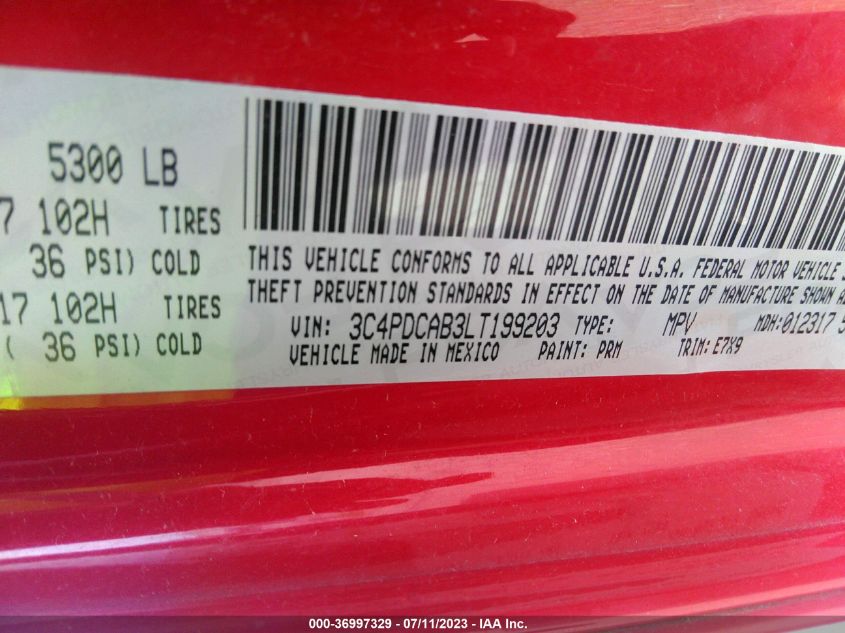 5300 LB
7 102H TIRES
36 PSI) COLD
17 102H TIRES
( 36 PSI) COLD
THIS VEHICLE CONFORMS TO ALL APPLICABLE U.S.A. FEDERAL MOTOR VEHICLE
THEFT PREVENTION STANDARDS IN EFFECT ON THE DATE OF MANUFACTURE SHOWN
VIN: 3C4PDCAB3LT199203 TYPE: MPV MDH:012317 5
VEHICLE MADE IN MEXICO PAINT: PRM TRIM: E7X9
000-36997329 / 07/11/2023 - IAA Inc.